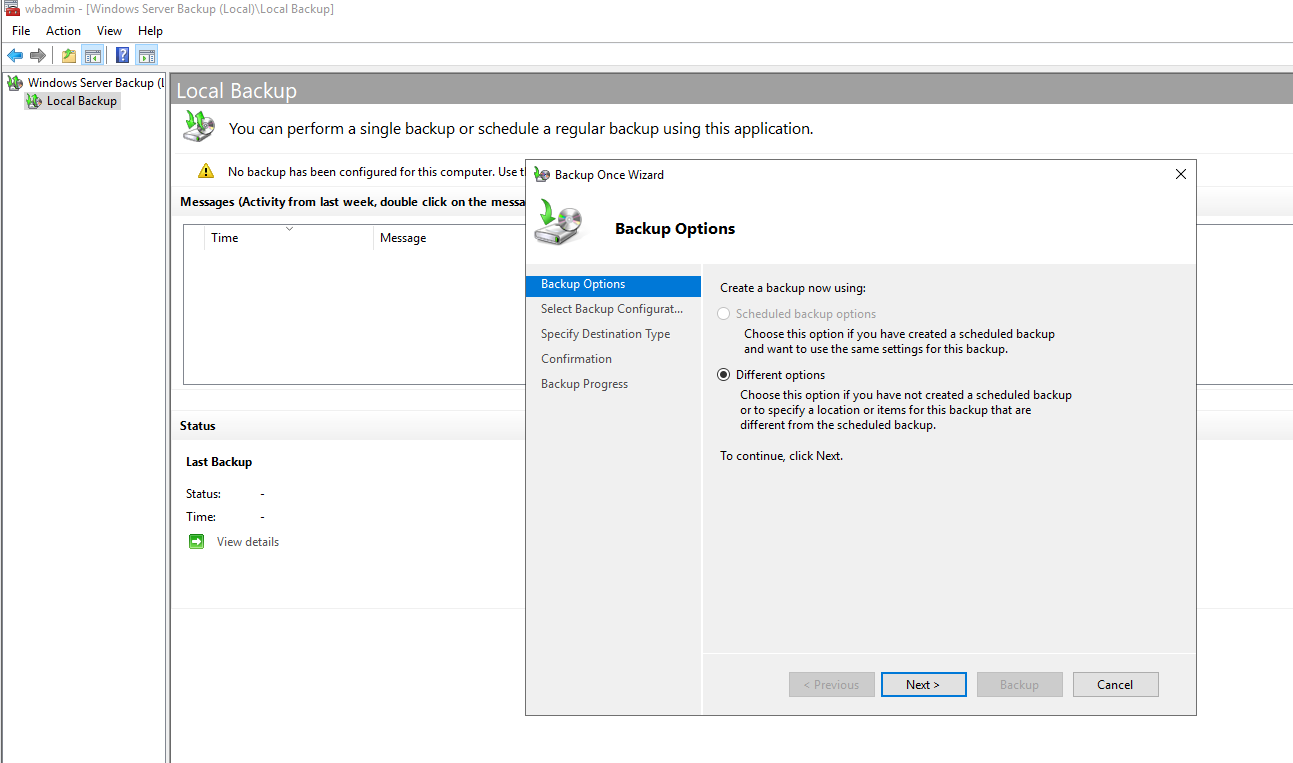 wbadmin - [Windows Server Backup (Local)\Local Backup]
File Action View Help
Windows Server Backup (L
Local Backup
Local Backup
You can perform a single backup or schedule a regular backup using this application.
No backup has been configured for this computer. Use
Messages (Activity from last week, double click on the messa
Time Message
Status
Last Backup
Status: -
Time: -
View details
Backup Once Wizard
Backup Options
Backup Options
Select Backup Configurat...
Specify Destination Type
Confirmation
Backup Progress
Create a backup now using:
Scheduled backup options
Choose this option if you have created a scheduled backup
and want to use the same settings for this backup.
Different options
Choose this option if you have not created a scheduled backup
or to specify a location or items for this backup that are
different from the scheduled backup.
To continue, click Next.
< Previous Next > Backup Cancel